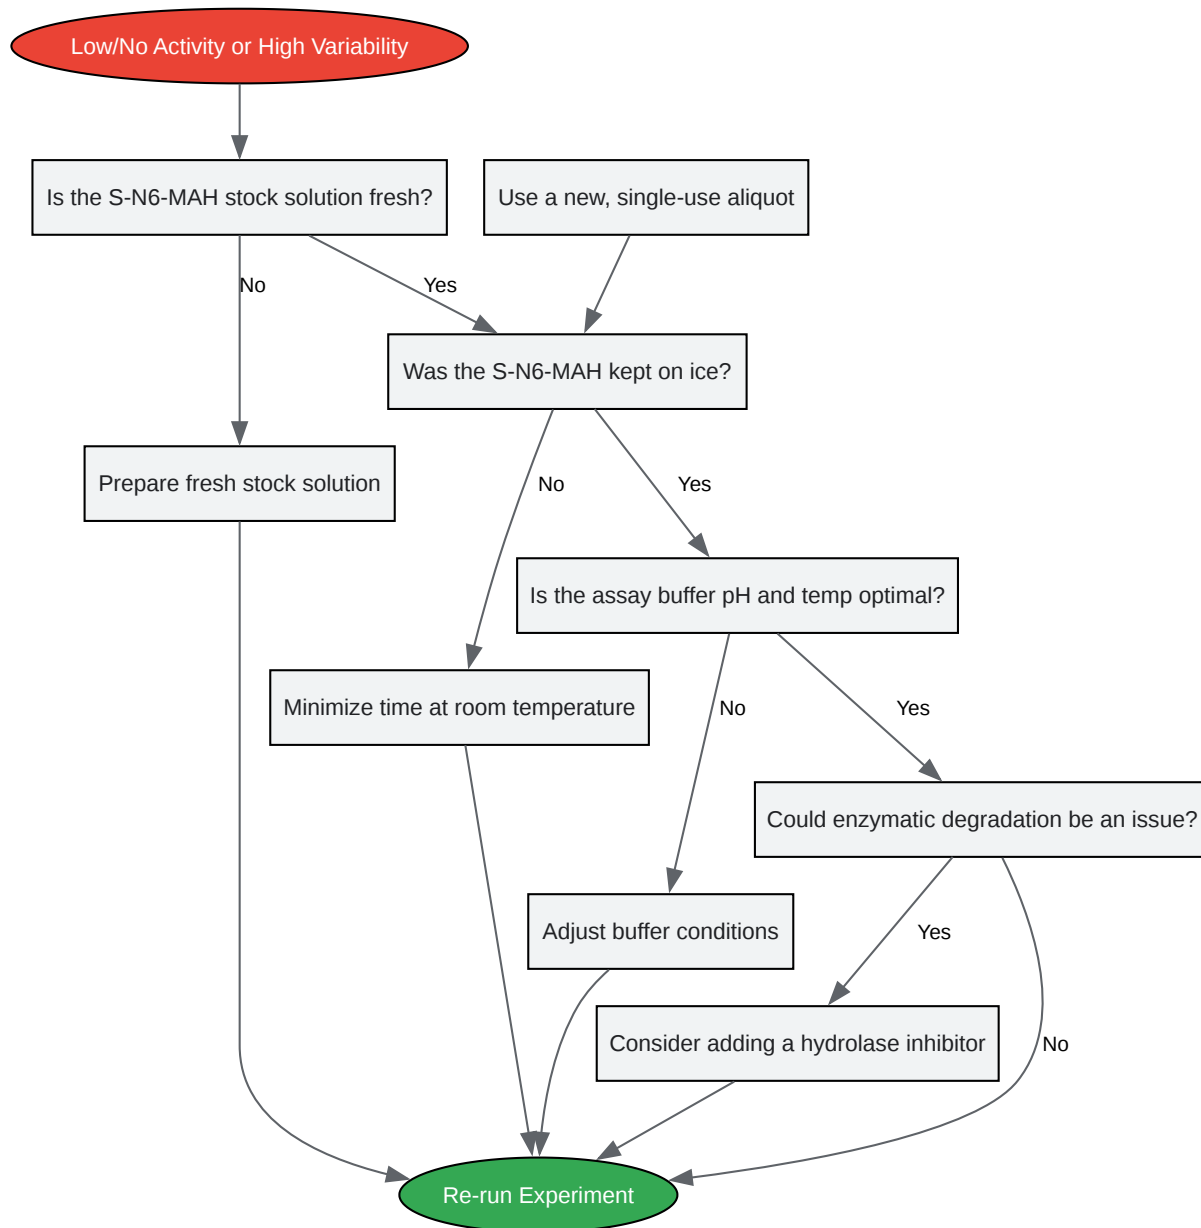 Low/No Activity or High Variability
Is the S-N6-MAH stock solution fresh?
Use a new, single-use aliquot
No
Yes
Was the S-N6-MAH kept on ice?
Prepare fresh stock solution
No
Yes
Is the assay buffer pH and temp optimal?
Minimize time at room temperature
No
Yes
Could enzymatic degradation be an issue?
Adjust buffer conditions
Yes
Consider adding a hydrolase inhibitor
No
Re-run Experiment